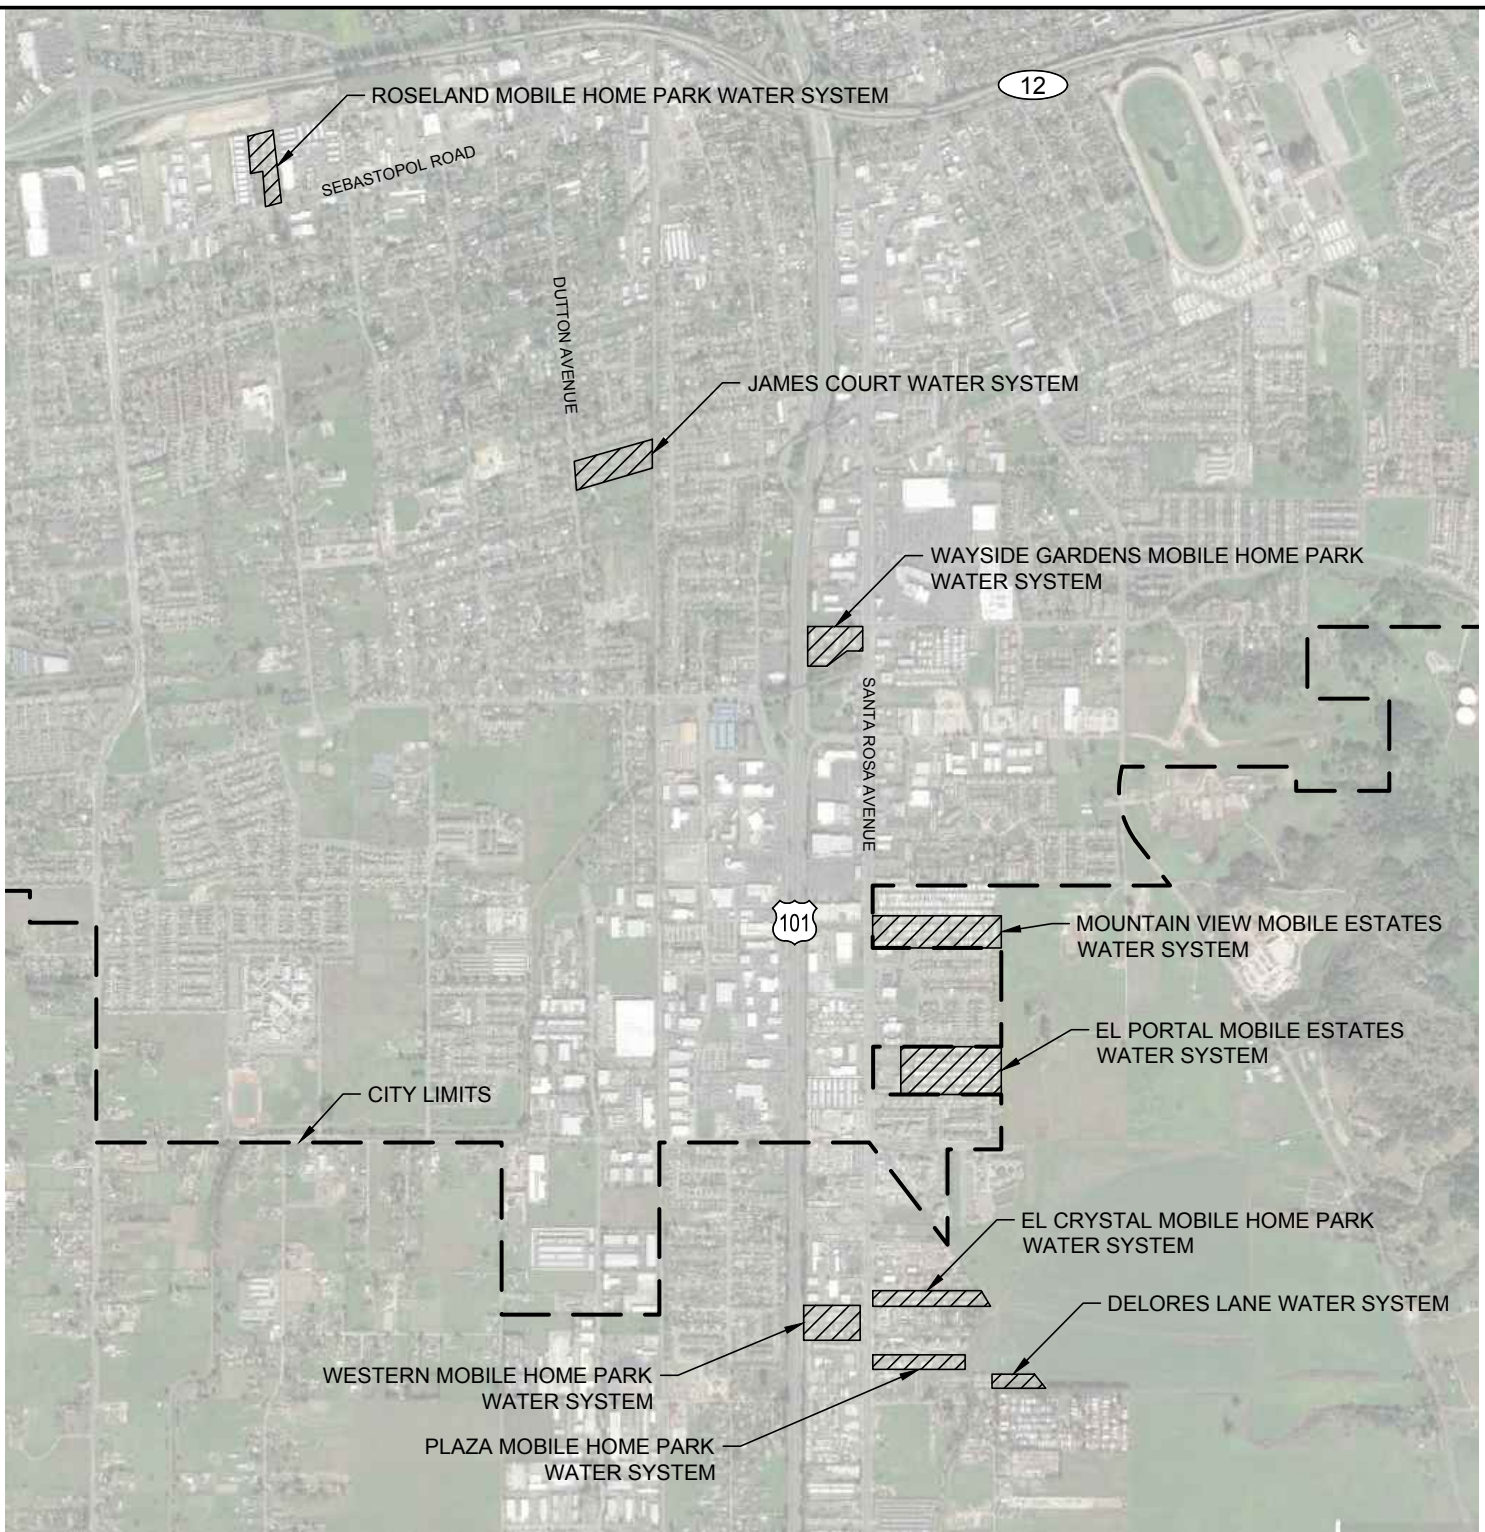 12
ROSELAND MOBILE HOME PARK WATER SYSTEM
SEBASTOPOL ROAD
DUTTON AVENUE
JAMES COURT WATER SYSTEM
WAYSIDE GARDENS MOBILE HOME PARK
WATER SYSTEM
SANTA ROSA AVENUE
101
MOUNTAIN VIEW MOBILE ESTATES
WATER SYSTEM
EL PORTAL MOBILE ESTATES
WATER SYSTEM
CITY LIMITS
EL CRYSTAL MOBILE HOME PARK
WATER SYSTEM
DELORES LANE WATER SYSTEM
WESTERN MOBILE HOME PARK
WATER SYSTEM
PLAZA MOBILE HOME PARK
WATER SYSTEM